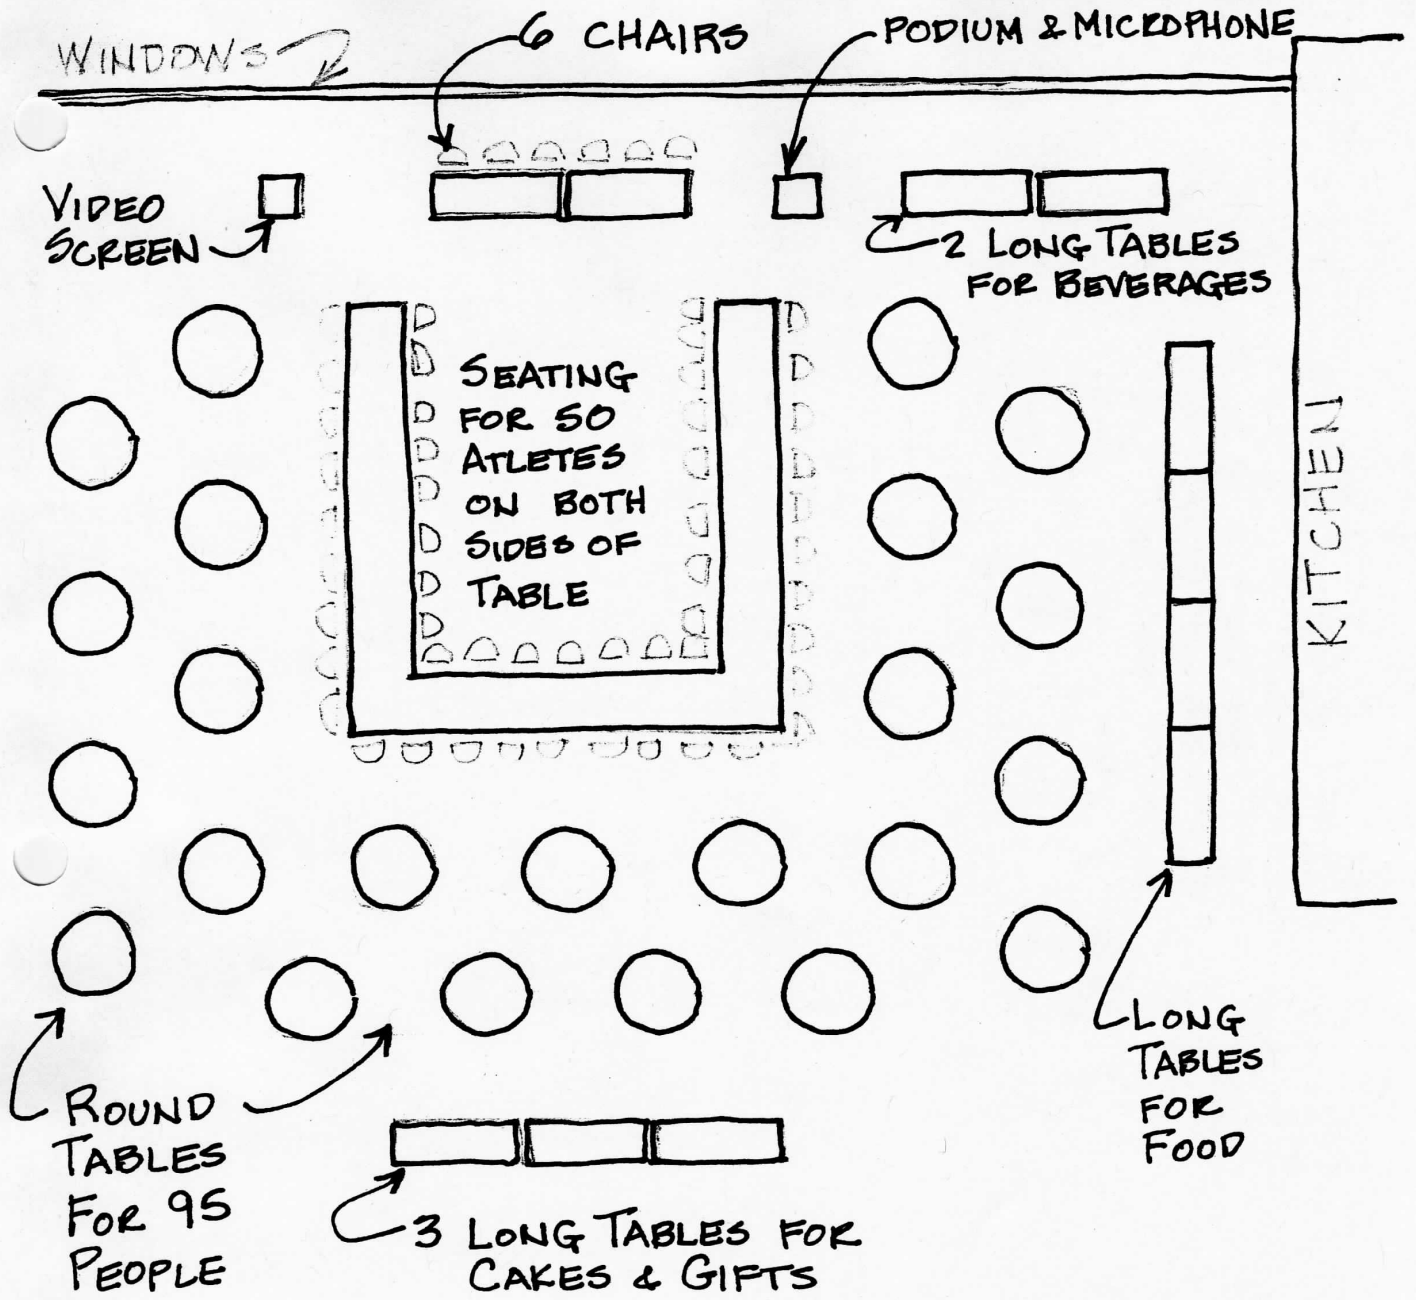 WINDOWS
6 CHAIRS
PODIUM & MICROPHONE
VIDEO
SCREEN
2 LONG TABLES
FOR BEVERAGES
SEATING
FOR 50
ATLETES
ON BOTH
SIDES OF
TABLE
KITCHEN
LONG
TABLES
FOR
FOOD
ROUND
TABLES
FOR 95
PEOPLE
3 LONG TABLES FOR
CAKES & GIFTS